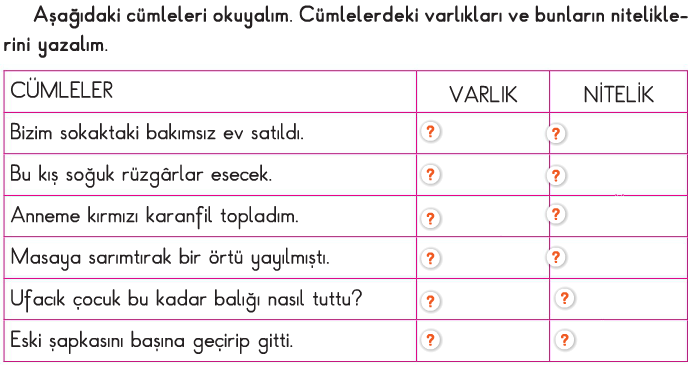 Aşağıdaki cümleleri okuyalım. Cümlelerdeki varlıkları ve bunların nitelikle-
rini yazalım.
CÜMLELER VARLIK NİTELİK
Bizim sokaktaki bakımsız ev satıldı. ? ?
Bu kış soğuk rüzgârlar esecek. ? ?
Anneme kırmızı karanfil topladım. ? ?
Masaya sarımtırak bir örtü yayılmıştı. ? ?
Ufacık çocuk bu kadar balığı nasıl tuttu? ? ?
Eski şapkasını başına geçirip gitti. ? ?